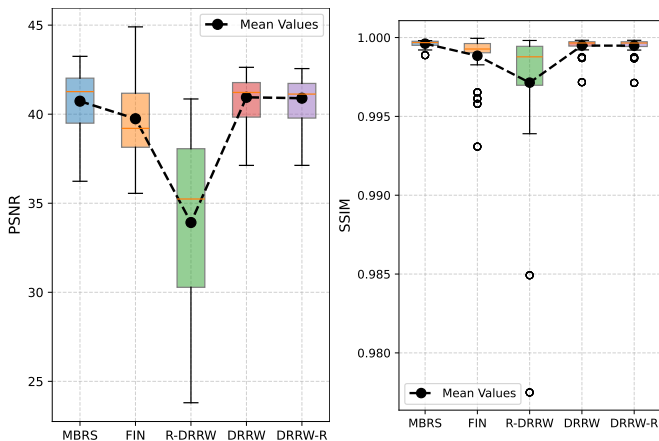 PSNR
45
40
35
30
25
Mean Values
MBRS FIN R-DRRW DRRW DRRW-R
SSIM
1.000
0.995
0.990
0.985
0.980
Mean Values
MBRS FIN R-DRRW DRRW DRRW-R